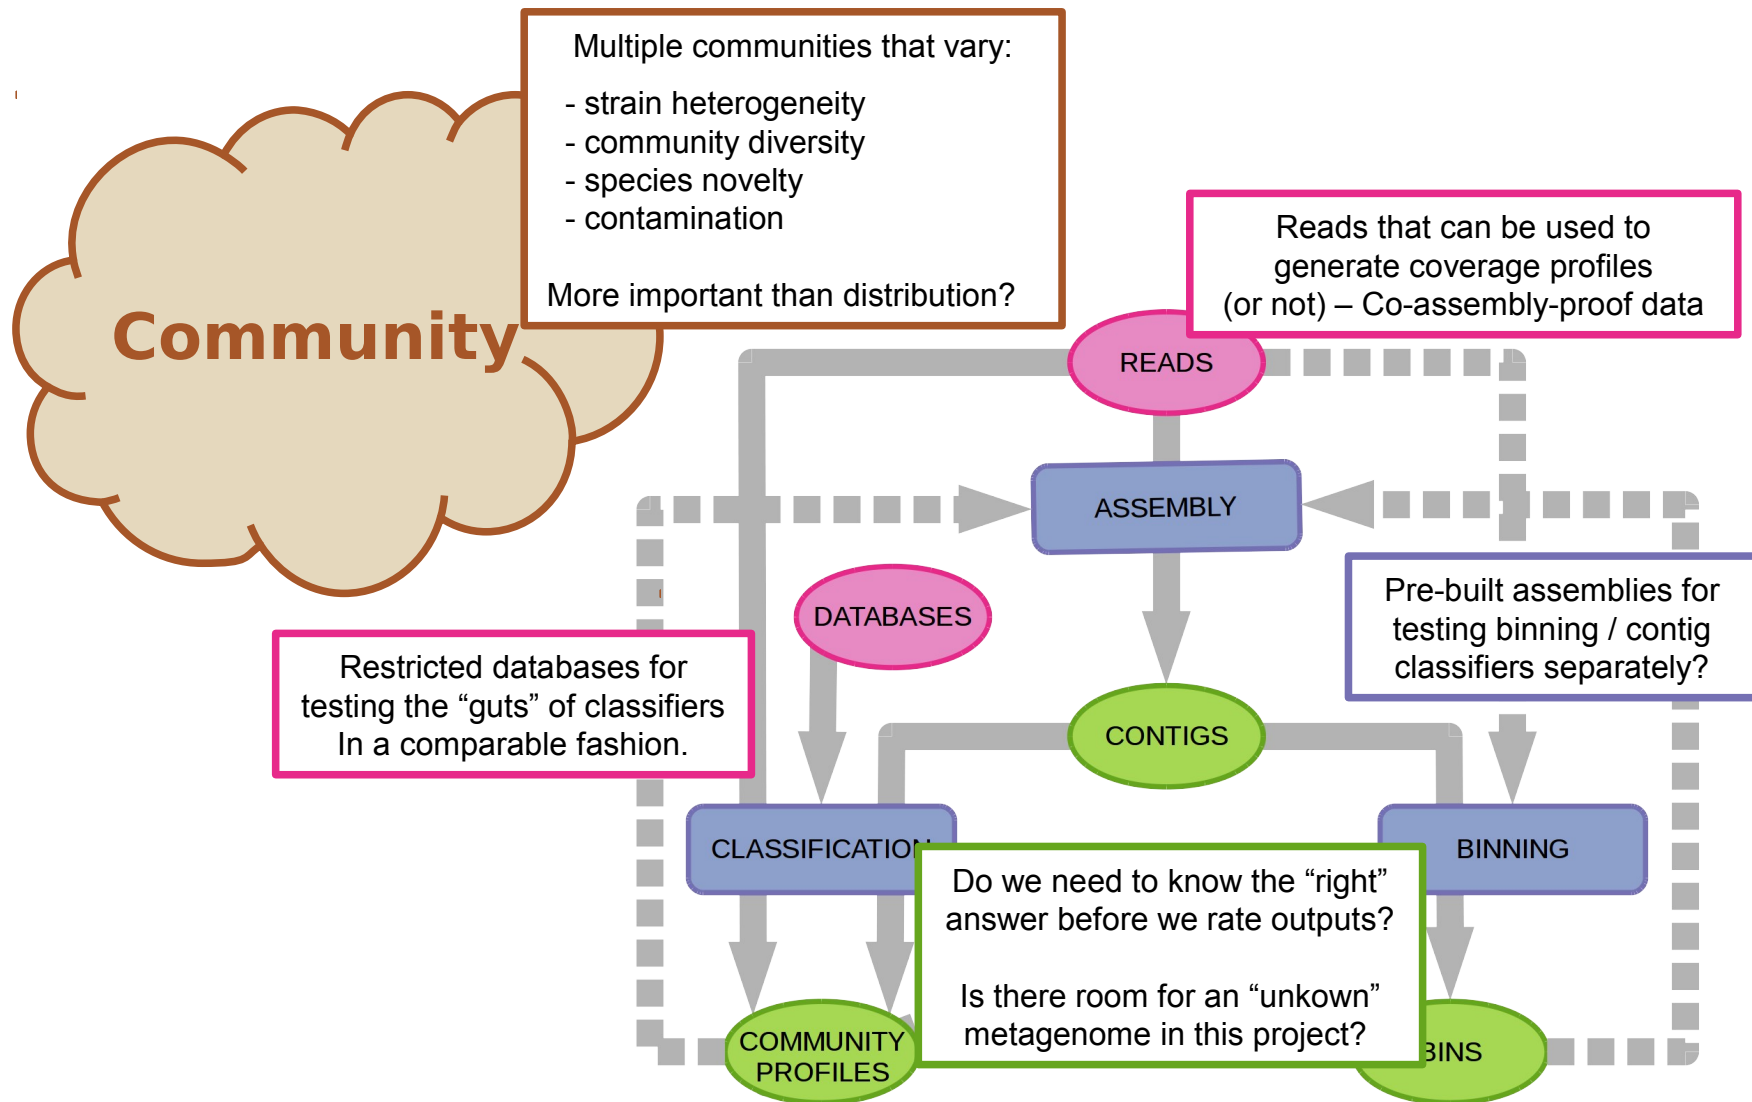 Multiple communities that vary:
- strain heterogeneity
- community diversity
- species novelty
- contamination
More important than distribution?
Community
Reads that can be used to
generate coverage profiles
(or not) – Co-assembly-proof data
READS
ASSEMBLY
DATABASES
Pre-built assemblies for
testing binning / contig
classifiers separately?
Restricted databases for
testing the “guts” of classifiers
In a comparable fashion.
CONTIGS
CLASSIFICATION
BINNING
Do we need to know the “right”
answer before we rate outputs?
Is there room for an “unkown”
metagenome in this project?
COMMUNITY
PROFILES
BINS